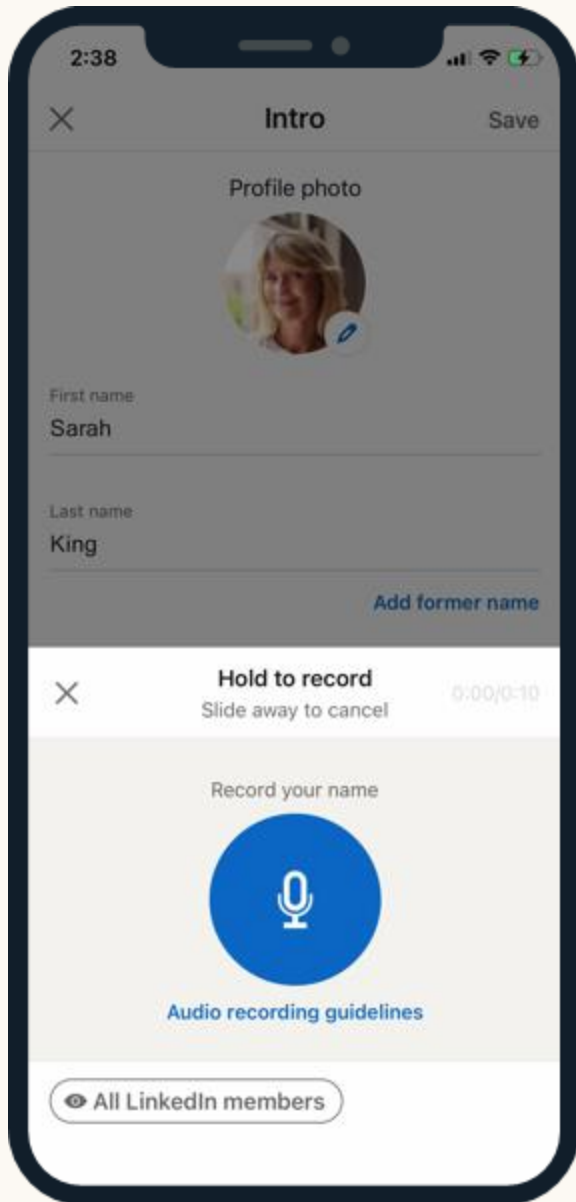 2:38
Intro
Save
Profile photo
First name
Sarah
Last name
King
Add former name
Hold to record
0:00/0:10
Slide away to cancel
Record your name
Audio recording guidelines
All LinkedIn members